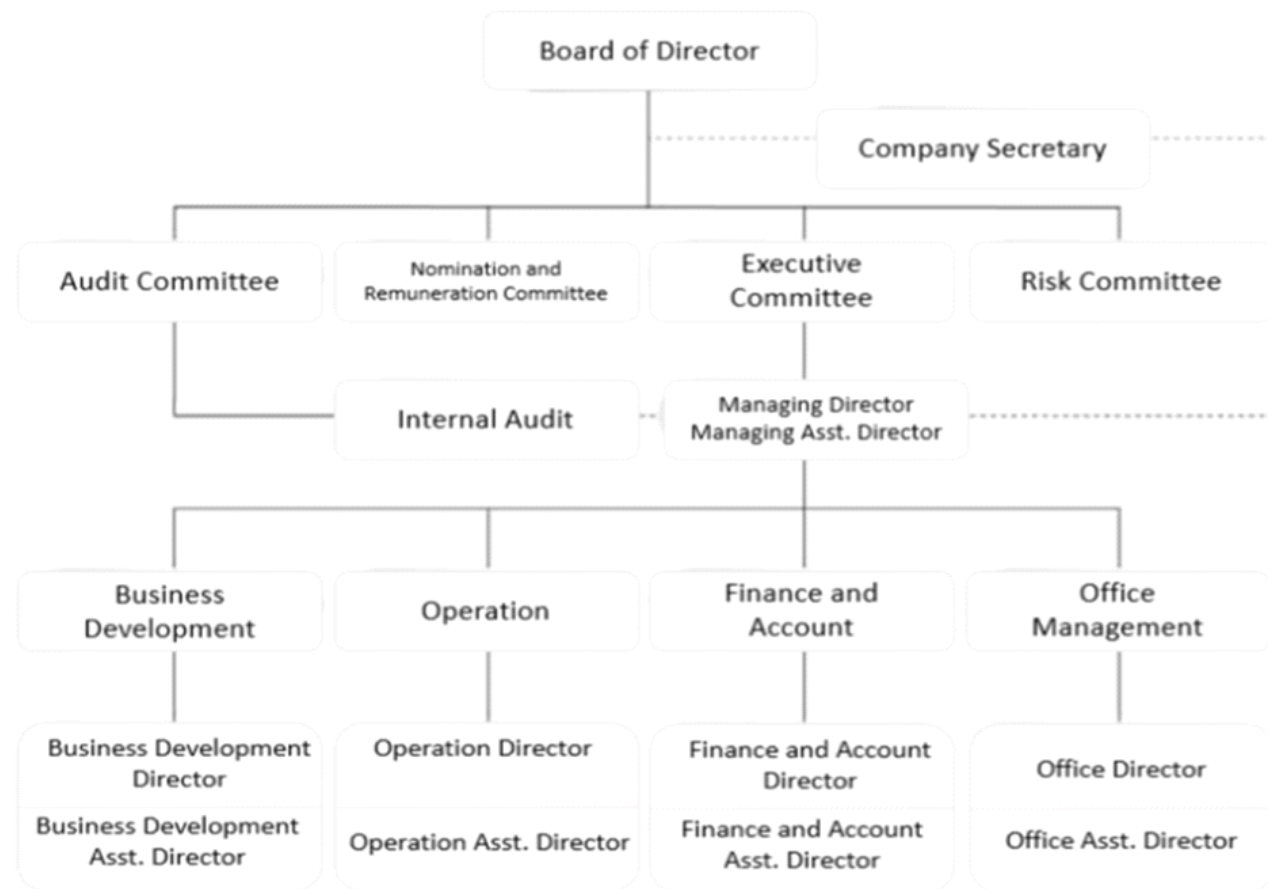 Board of Director
Company Secretary
Audit Committee
Nomination and
Remuneration Committee
Executive
Committee
Risk Committee
Internal Audit
Managing Director
Managing Asst. Director
Business
Development
Operation
Finance and
Account
Office
Management
Business Development
Director
Business Development
Asst. Director
Operation Director
Operation Asst. Director
Finance and Account
Director
Finance and Account
Asst. Director
Office Director
Office Asst. Director